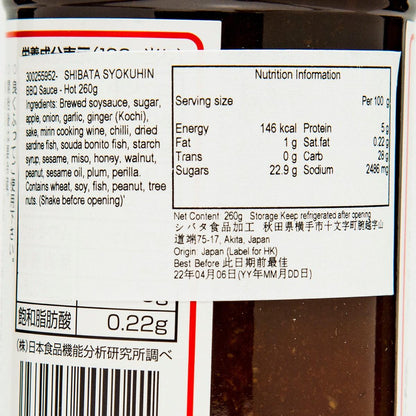 300255952- SHIBATA SYOKUHIN
BBQ Sauce - Hot 260g
Ingredients: Brewed soysauce, sugar,
apple, onion, garlic, ginger (Kochi),
sake, mirin cooking wine, chilli, dried
sardine fish, souda bonito fish, starch
syrup, sesame, miso, honey, walnut,
peanut, sesame oil, plum, perilla.
Contains wheat, soy, fish, peanut, tree
nuts. (Shake before opening)'
Nutrition Information
Serving size Per 100 g
Energy 146 kcal Protein 5g
Fat 1 g Sat.fat 0.22g
Trans 0 g Carb 28g
Sugars 22.9 g Sodium 2486 mg
Net Content 260g Storage Keep refrigerated after opening
シバタ食品加工 秋田県横手市十文字町腕越字山
道端75-17, Akita, Japan
Origin Japan (Label for HK)
Best Before 此日期前最佳
22年04月06日(YY年MM月DD日)
飽和脂肪酸 0.22g
(株)日本食品機能分析研究所調べ